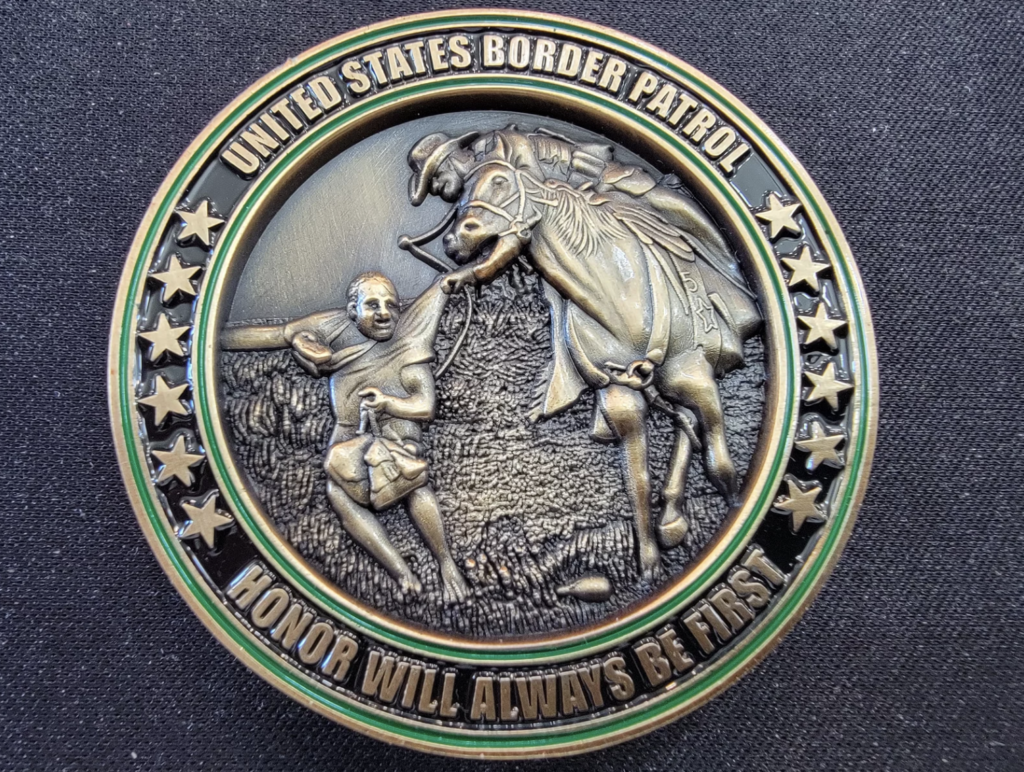 UNITED STATES BORDER PATROL
HONOR WILL ALWAYS BE FIRST